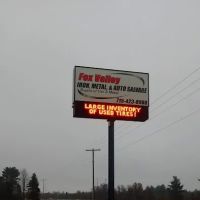 Fox Valley
IRON, METAL, & AUTO SALVAGE
LARGE INVENTORY
OF USED TIRES!